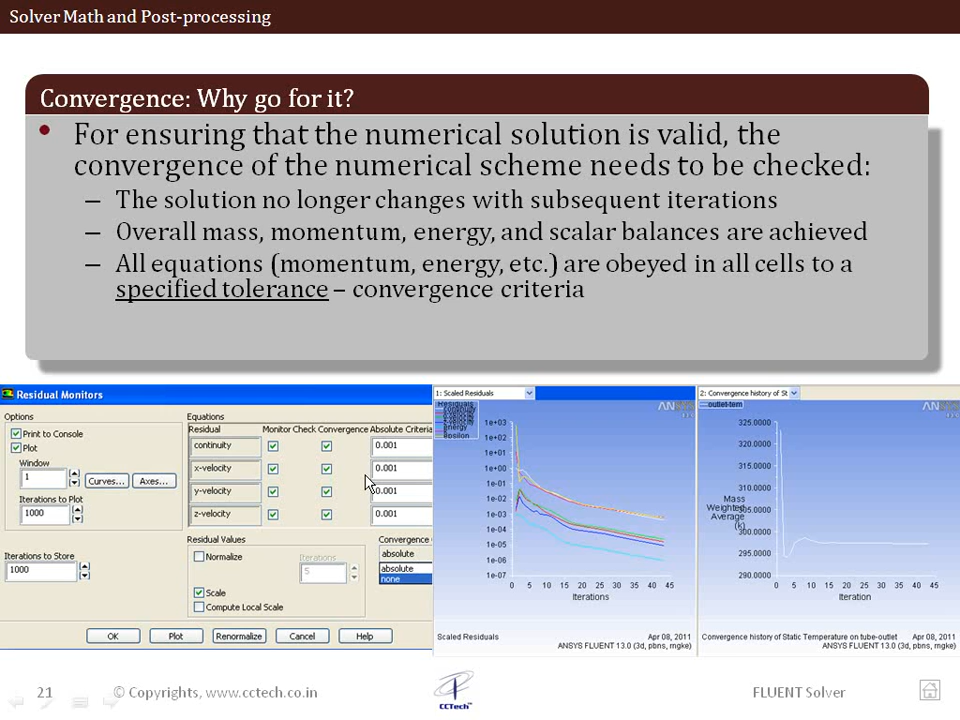 Solver Math and Post-processing
Convergence: Why go for it?
• For ensuring that the numerical solution is valid, the
convergence of the numerical scheme needs to be checked:
– The solution no longer changes with subsequent iterations
– Overall mass, momentum, energy, and scalar balances are achieved
– All equations (momentum, energy, etc.) are obeyed in all cells to a
specified tolerance – convergence criteria
Residual Monitors
Options
Print to Console
Plot
Window
1
Curves...
Axes...
Iterations to Plot
1000
Iterations to Store
1000
Equations
Residual Monitor Check Convergence Absolute Criteria
continuity 0.001
x-velocity 0.001
y-velocity 0.001
z-velocity 0.001
Residual Values
Normalize
Iterations
5
Scale
Compute Local Scale
Convergence
absolute
absolute
none
OK Plot Renormalize Cancel Help
1: Scaled Residuals
Residuals
energy
epsilon
1e+03
1e+02
1e+01
1e+00
1e-01
1e-02
1e-03
1e-04
1e-05
1e-06
1e-07
0 5 10 15 20 25 30 35 40 45
Iterations
Scaled Residuals Apr 08, 2011
ANSYS FLUENT 13.0 (3d, pbns, rngke)
2: Convergence history of St
outlet-tem
325.0000
320.0000
315.0000
310.0000
305.0000
300.0000
295.0000
290.0000
Mass
Weighted
Average
(k)
0 5 10 15 20 25 30 35 40 45
Iteration
Convergence history of Static Temperature on tube-outlet Apr 08, 2011
ANSYS FLUENT 13.0 (3d, pbns, rngke)
21 © Copyrights, www.cctech.co.in
CCTech
FLUENT Solver